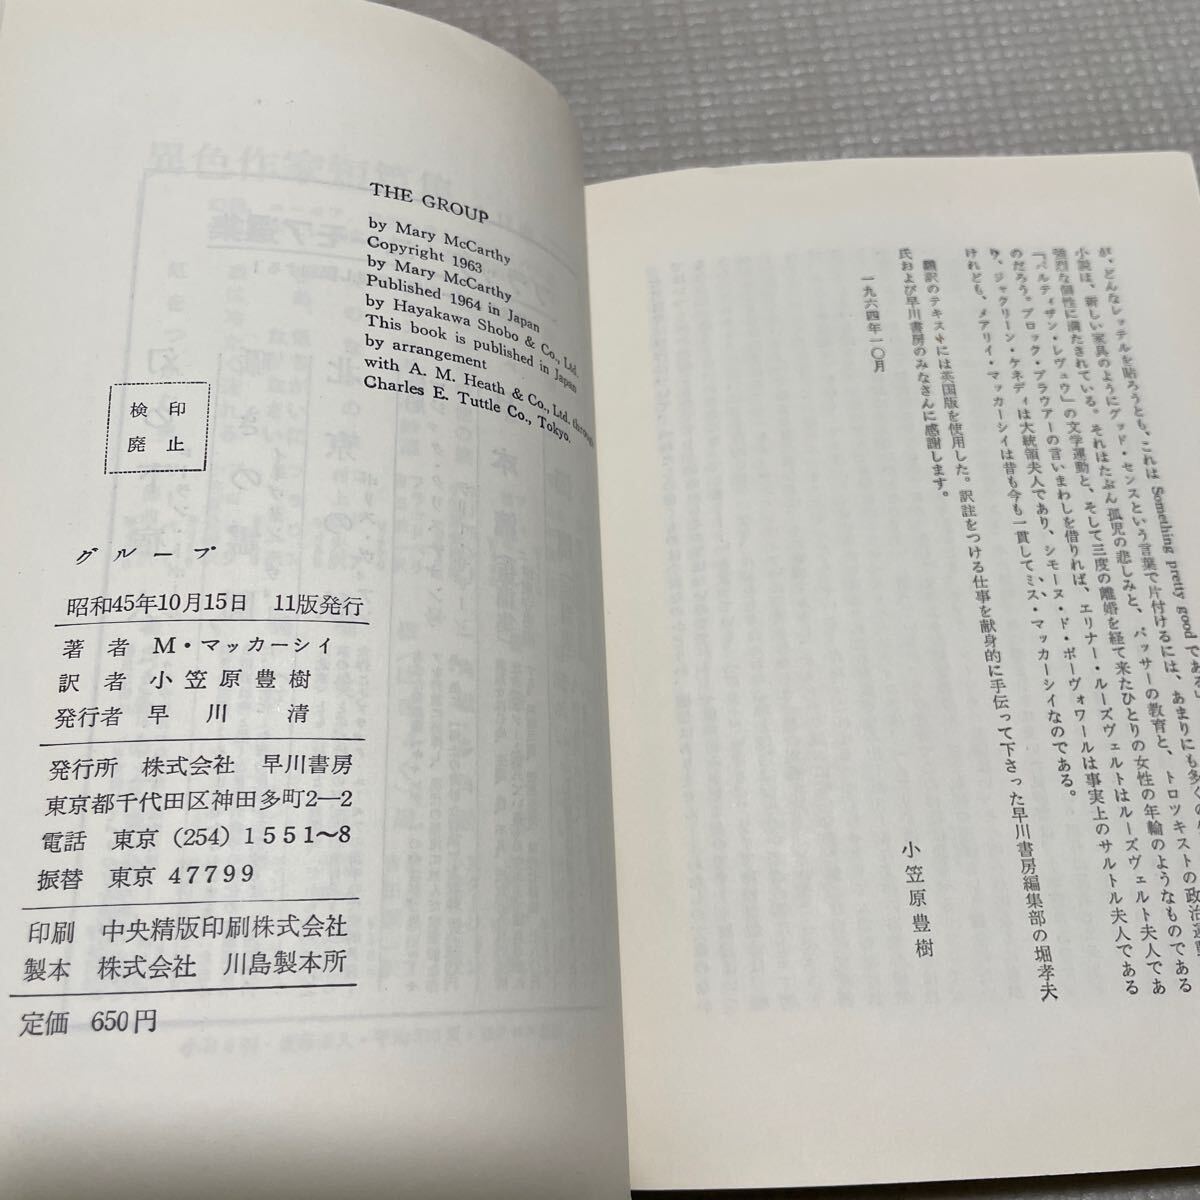 THE GROUP
by Mary McCarthy
Copyright 1963
by Mary McCarthy
Published 1964 in Japan
by Hayakawa Shobo & Co., Ltd.
This book is published in Japan
by arrangement
with A. M. Heath & Co., Ltd. through
Charles E. Tuttle Co., Tokyo.
検印
廃止
グループ
昭和45年10月15日 11版発行
著者 M・マッカーシイ
訳者 小笠原豊樹
発行者 早川 清
発行所 株式会社 早川書房
東京都千代田区神田多町2―2
電話 東京 (254) 1551〜8
振替 東京 47799
印刷 中央精版印刷株式会社
製本 株式会社 川島製本所
定価 650円
が、どんなレッテルを貼ろうとも、これは Something pretty good である」
小説は、新しい家具のようにグッド・センスという言葉で片付けるには、あまりにも多くの
強烈な個性に満たされている。それはたぶん孤児の悲しみと、バッサーの教育と、トロツキストの政治運動
「パルティザン・レヴュウ」の文学運動と、そして三度の離婚を経て来たひとりの女性の年輪のようなものである
のだろう。ブロック・ブラウアーの言いまわしを借りれば、エリナー・ルーズヴェルトはルーズヴェルト夫人であ
り、ジャクリーン・ケネディは大統領夫人であり、シモーヌ・ド・ボーヴォワールは事実上のサルトル夫人である
けれども、メアリイ・マッカーシイは昔も今も一貫してミス・マッカーシイなのである。
翻訳のテキストには英国版を使用した。訳註をつける仕事を献身的に手伝って下さった早川書房編集部の堀孝夫
氏および早川書房のみなさんに感謝します。
一九六四年一〇月
小笠原豊樹